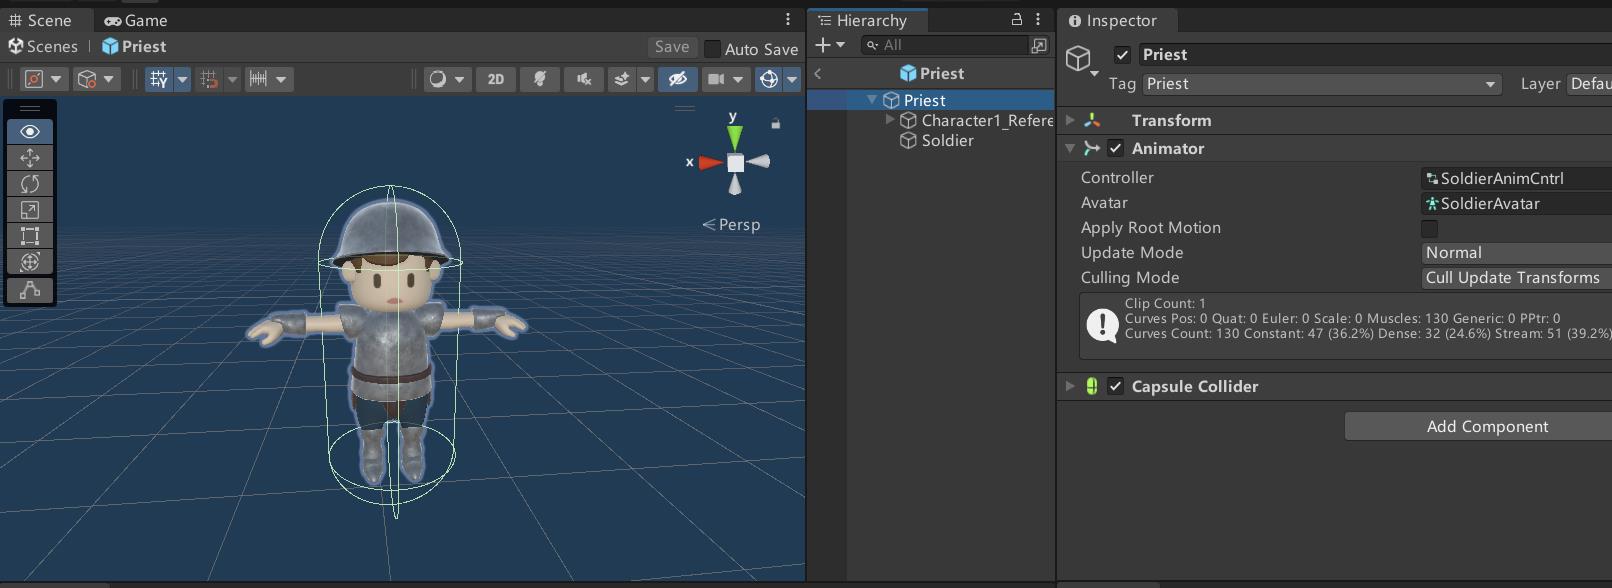 Scene
Game
Scenes | Priest
Save
Auto Save
2D
y
x
Persp
Hierarchy
All
Priest
Priest
Character1_Refere
Soldier
Inspector
Priest
Tag Priest
Layer Defau
Transform
Animator
Controller SoldierAnimCntrl
Avatar SoldierAvatar
Apply Root Motion
Update Mode Normal
Culling Mode Cull Update Transforms
Clip Count: 1
Curves Pos: 0 Quat: 0 Euler: 0 Scale: 0 Muscles: 130 Generic: 0 PPtr: 0
Curves Count: 130 Constant: 47 (36.2%) Dense: 32 (24.6%) Stream: 51 (39.2%)
Capsule Collider
Add Component